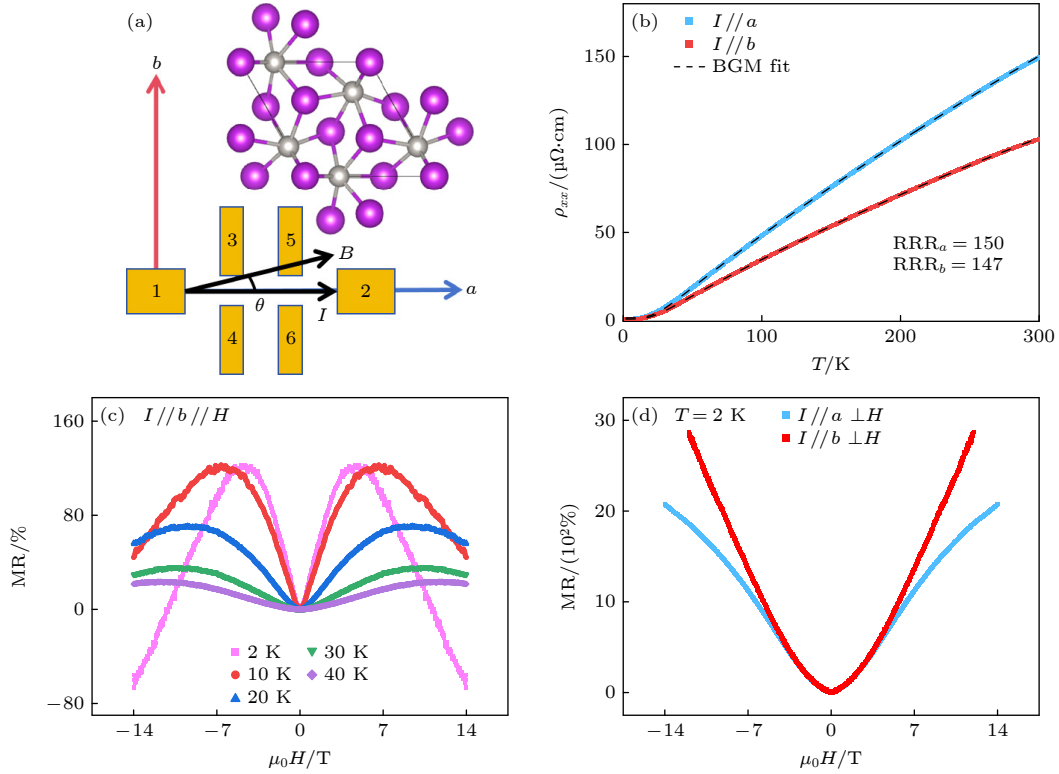 (a)
b
3
5
B
1
2
a
θ
I
4
6
(b)
I//a
I//b
BGM fit
150
100
50
0
ρxx/(μΩ·cm)
RRRa = 150
RRRb = 147
0
100
200
300
T/K
(c)
I//b//H
160
80
0
−80
MR/%
2 K
10 K
20 K
30 K
40 K
−14
−7
0
7
14
μ0H/T
(d)
T = 2 K
I//a ⊥H
I//b ⊥H
30
20
10
0
MR/(10²%)
−14
−7
0
7
14
μ0H/T